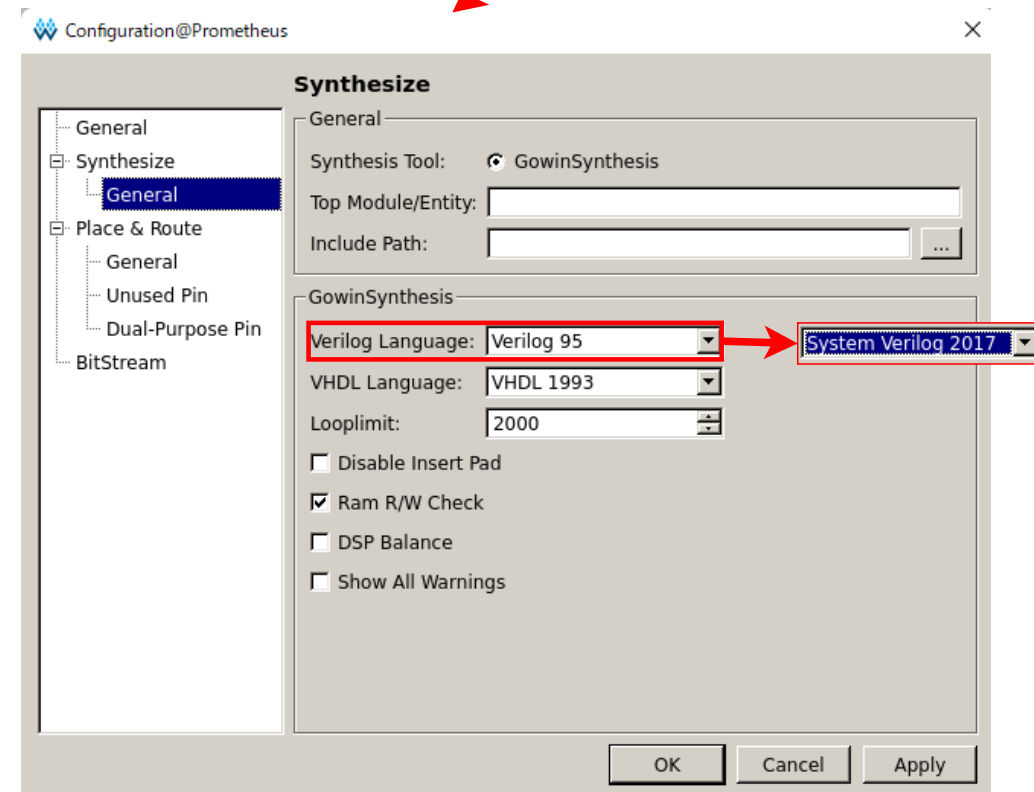 Configuration@Prometheus
Synthesize
General
Synthesize
General
Place & Route
General
Unused Pin
Dual-Purpose Pin
BitStream
General
Synthesis Tool: GowinSynthesis
Top Module/Entity:
Include Path: ...
GowinSynthesis
Verilog Language: Verilog 95 System Verilog 2017
VHDL Language: VHDL 1993
Looplimit: 2000
Disable Insert Pad
Ram R/W Check
DSP Balance
Show All Warnings
OK Cancel Apply